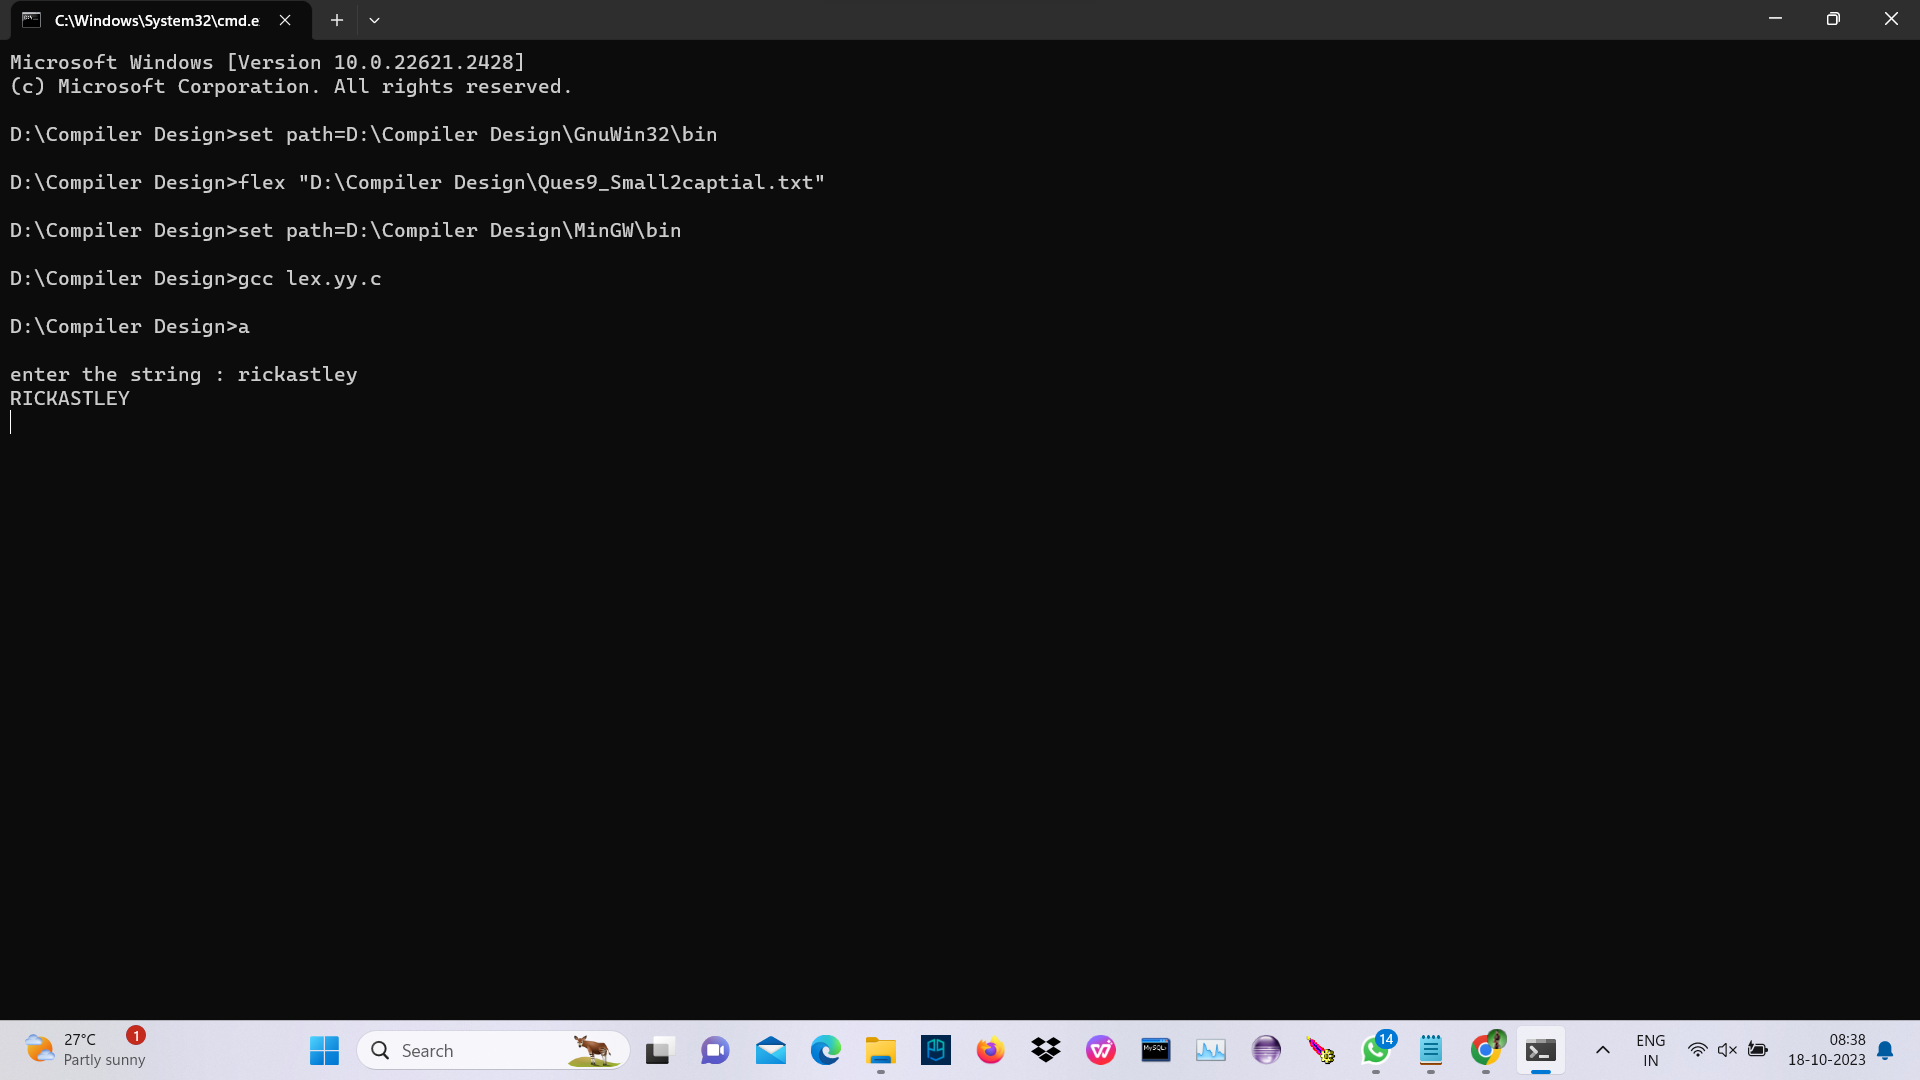 C:\Windows\System32\cmd.e
Microsoft Windows [Version 10.0.22621.2428]
(c) Microsoft Corporation. All rights reserved.
D:\Compiler Design>set path=D:\Compiler Design\GnuWin32\bin
D:\Compiler Design>flex "D:\Compiler Design\Ques9_Small2captial.txt"
D:\Compiler Design>set path=D:\Compiler Design\MinGW\bin
D:\Compiler Design>gcc lex.yy.c
D:\Compiler Design>a
enter the string : rickastley
RICKASTLEY
27°C
1
Partly sunny
Search
MySQL
14
ENG
IN
08:38
18-10-2023